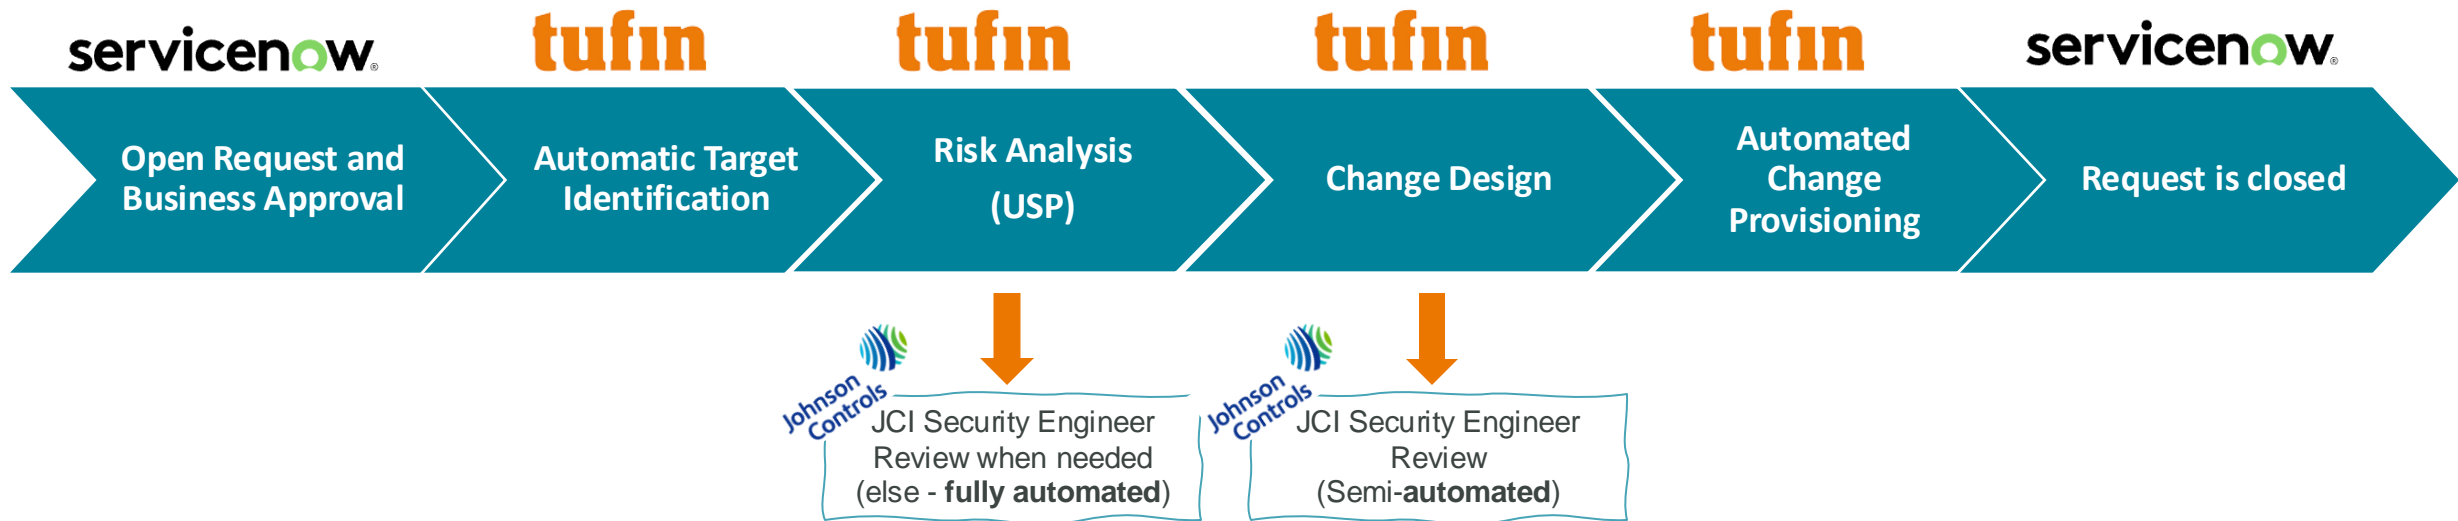 servicenow®
tufin
tufin
tufin
tufin
servicenow®
Open Request and
Business Approval
Automatic Target
Identification
Risk Analysis
(USP)
Change Design
Automated
Change
Provisioning
Request is closed
Johnson
Controls
JCI Security Engineer
Review when needed
(else - fully automated)
Johnson
Controls
JCI Security Engineer
Review
(Semi-automated)